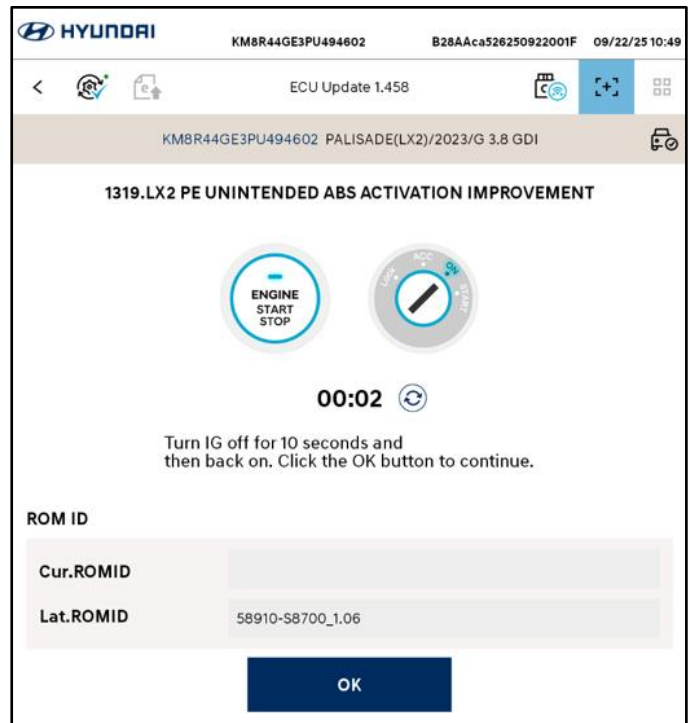 HYUNDAI
KM8R44GE3PU494602 B28AAca526250922001F 09/22/25 10:49
ECU Update 1.458
KM8R44GE3PU494602 PALISADE(LX2)/2023/G 3.8 GDI
1319.LX2 PE UNINTENDED ABS ACTIVATION IMPROVEMENT
ENGINE
START
STOP
LOCK ACC ON START
00:02
Turn IG off for 10 seconds and
then back on. Click the OK button to continue.
ROM ID
Cur.ROMID
Lat.ROMID 58910-S8700_1.06
OK